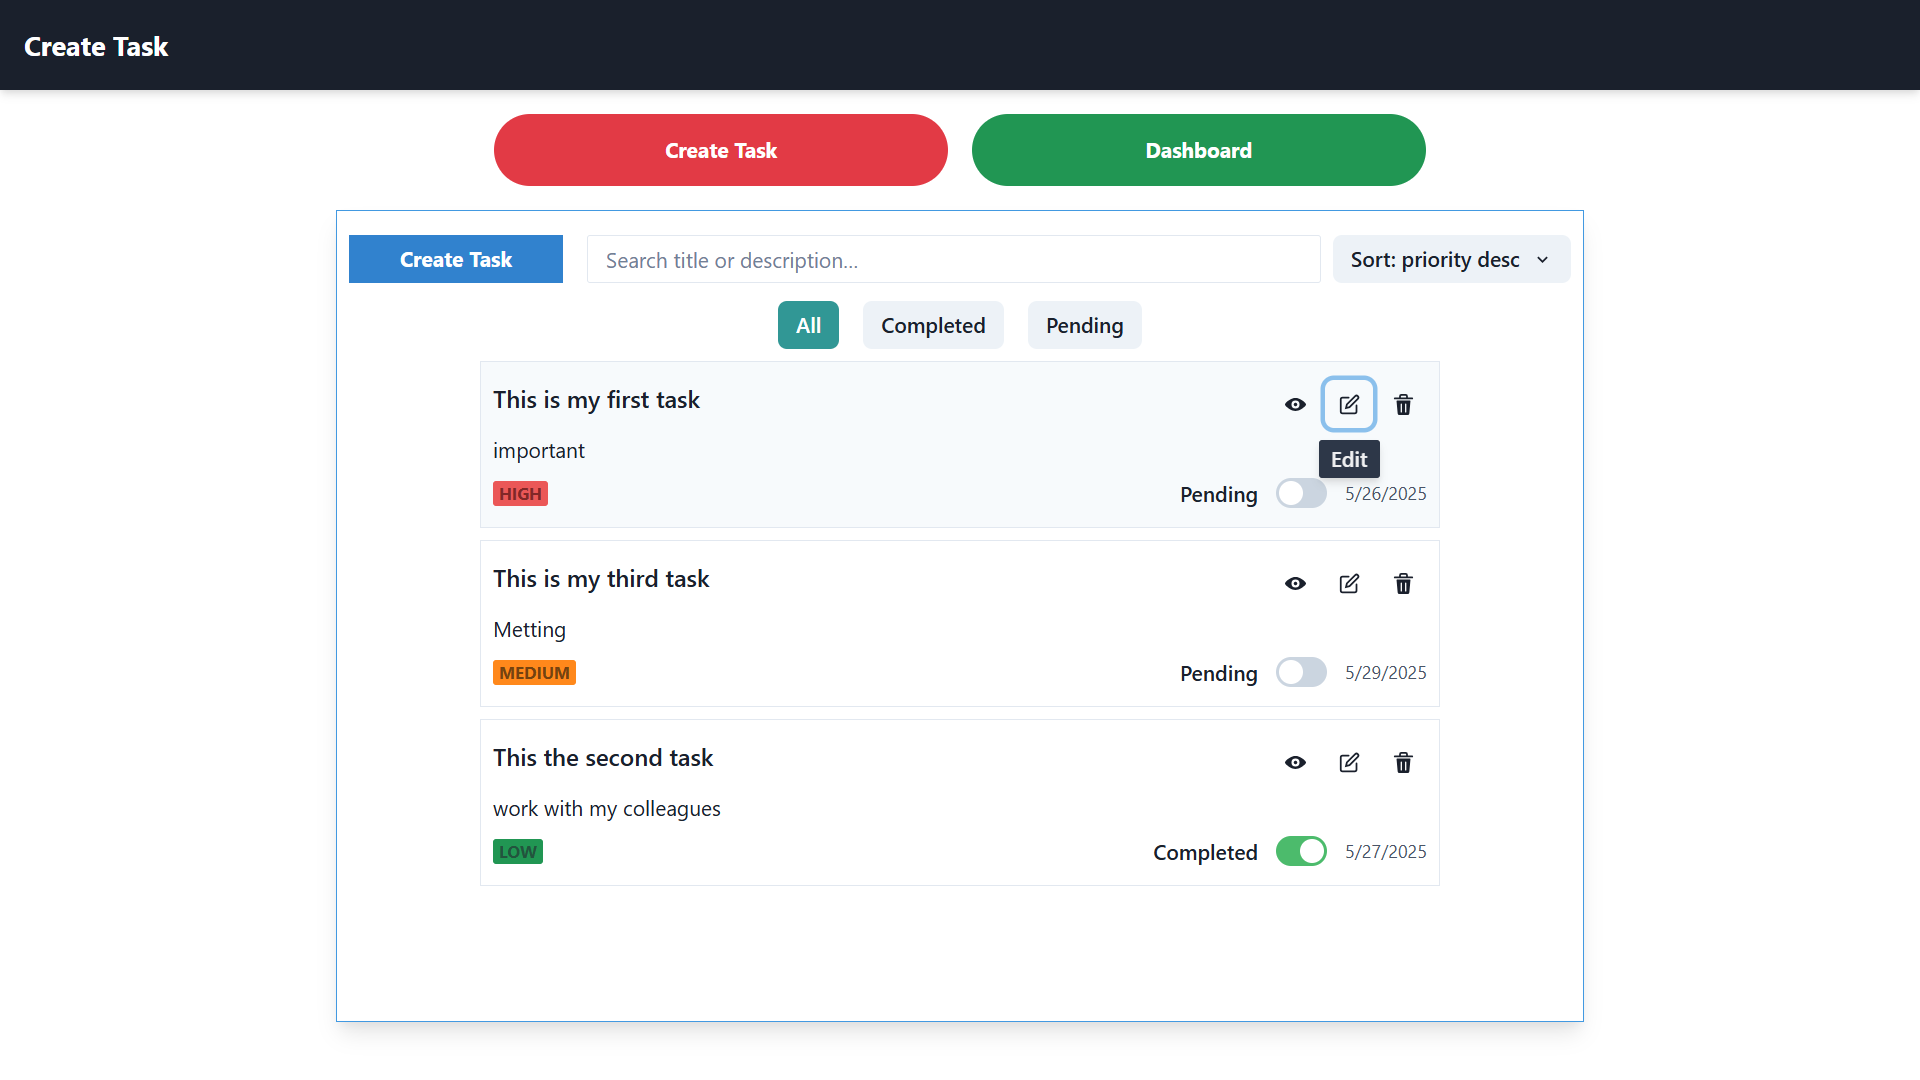 Create Task
Create Task
Dashboard
Create Task
Search title or description...
Sort: priority desc
All
Completed
Pending
This is my first task
important
Edit
HIGH
Pending
5/26/2025
This is my third task
Metting
MEDIUM
Pending
5/29/2025
This the second task
work with my colleagues
LOW
Completed
5/27/2025